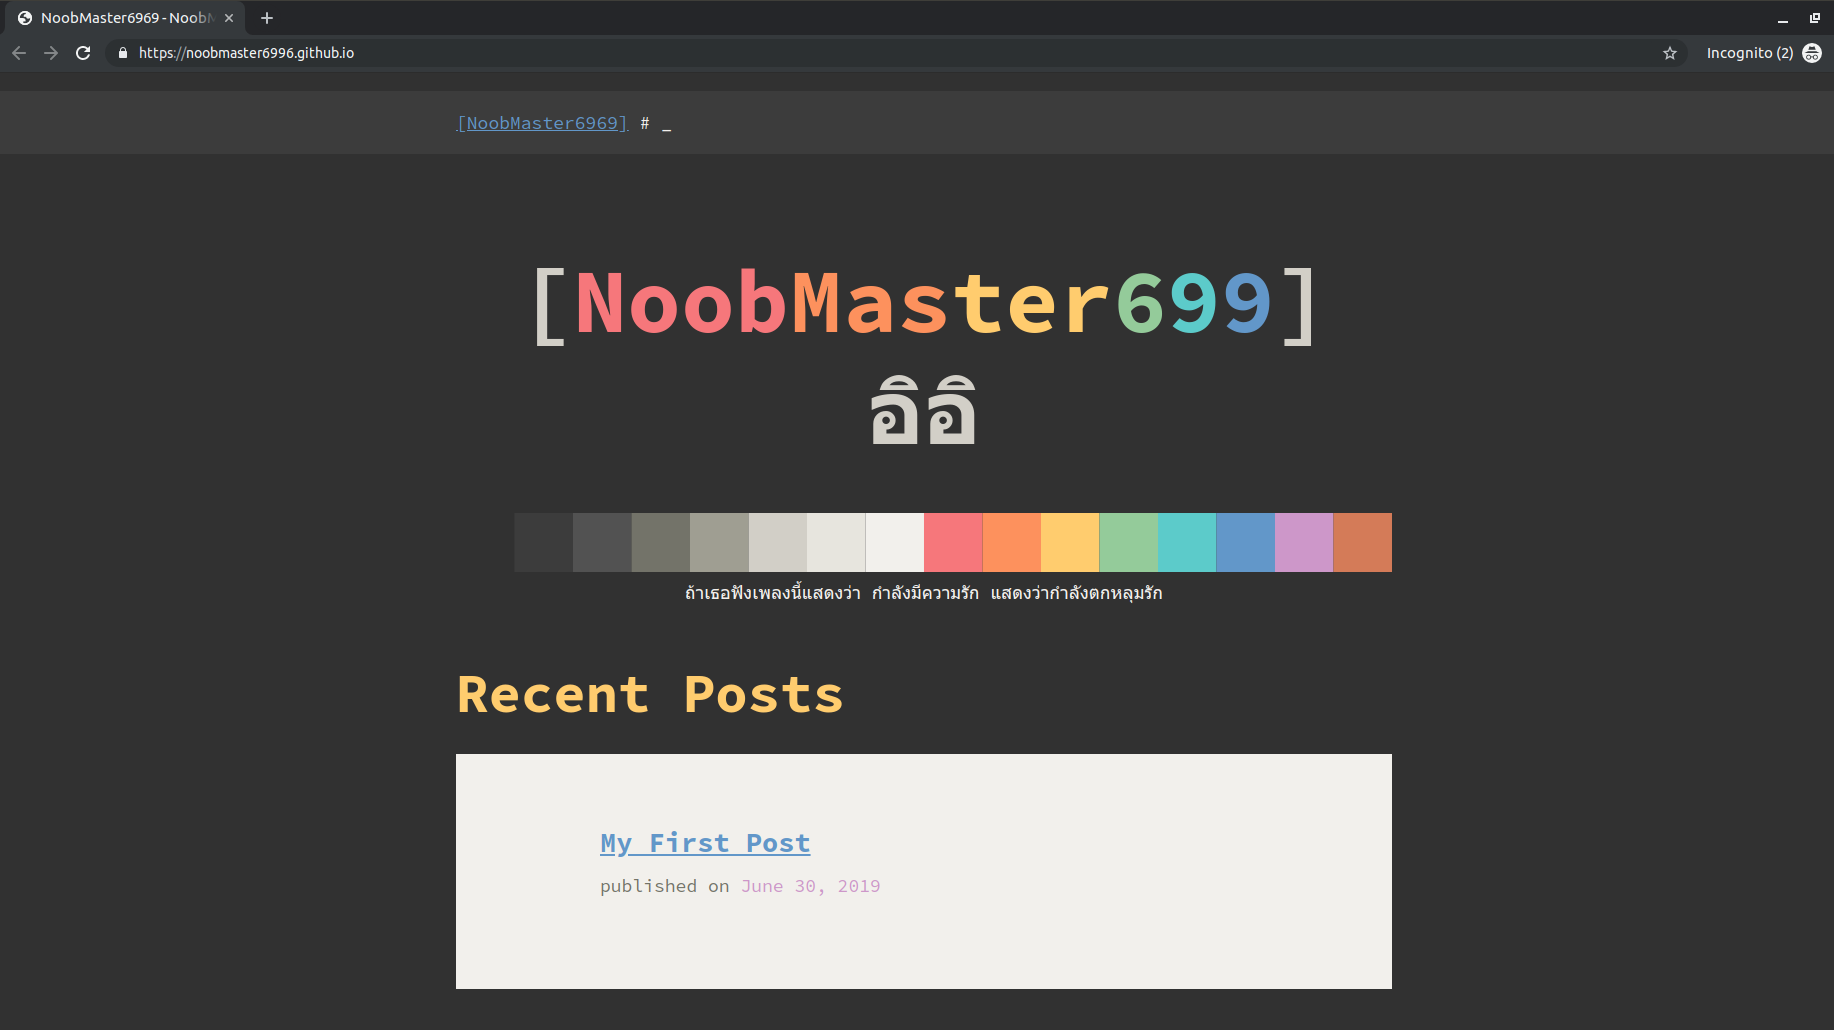 NoobMaster6969 - Noob
https://noobmaster6996.github.io
Incognito (2)
[NoobMaster6969] # _
[NoobMaster699]
อิอิ
ถ้าเธอฟังเพลงนี้แสดงว่า กำลังมีความรัก แสดงว่ากำลังตกหลุมรัก
Recent Posts
My First Post
published on June 30, 2019